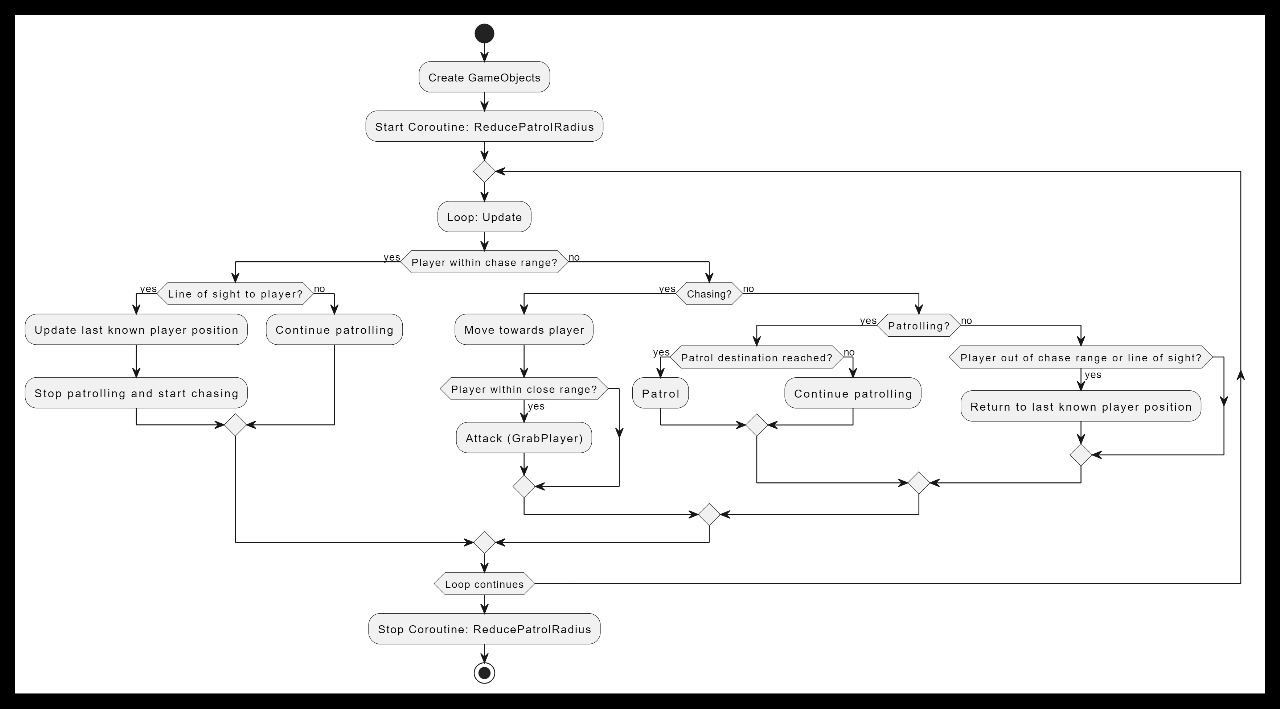 Create GameObjects
Start Coroutine: ReducePatrolRadius
Loop: Update
yes
Player within chase range?
no
yes
Line of sight to player?
no
yes
Chasing?
no
Update last known player position
Continue patrolling
Move towards player
yes
Patrolling?
no
yes
Patrol destination reached?
no
Player out of chase range or line of sight?
yes
Stop patrolling and start chasing
Player within close range?
yes
Patrol
Continue patrolling
Return to last known player position
Attack (GrabPlayer)
Loop continues
Stop Coroutine: ReducePatrolRadius